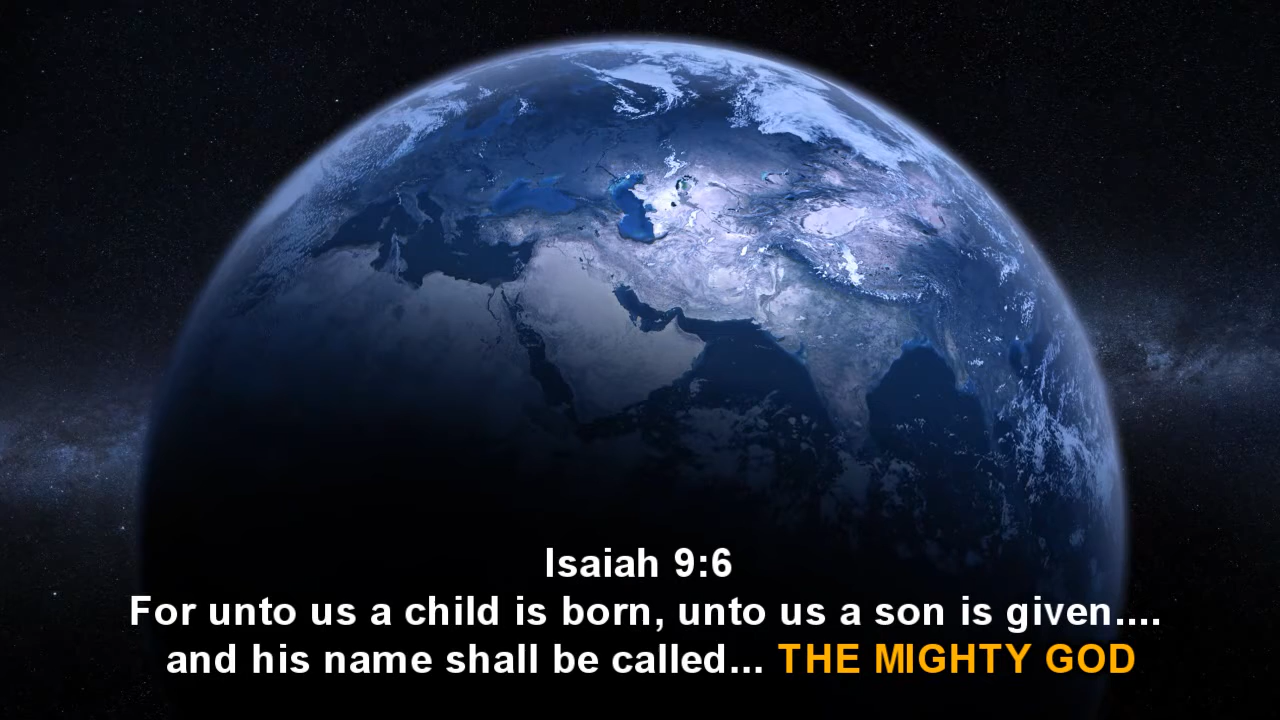 Isaiah 9:6
For unto us a child is born, unto us a son is given....
and his name shall be called... THE MIGHTY GOD